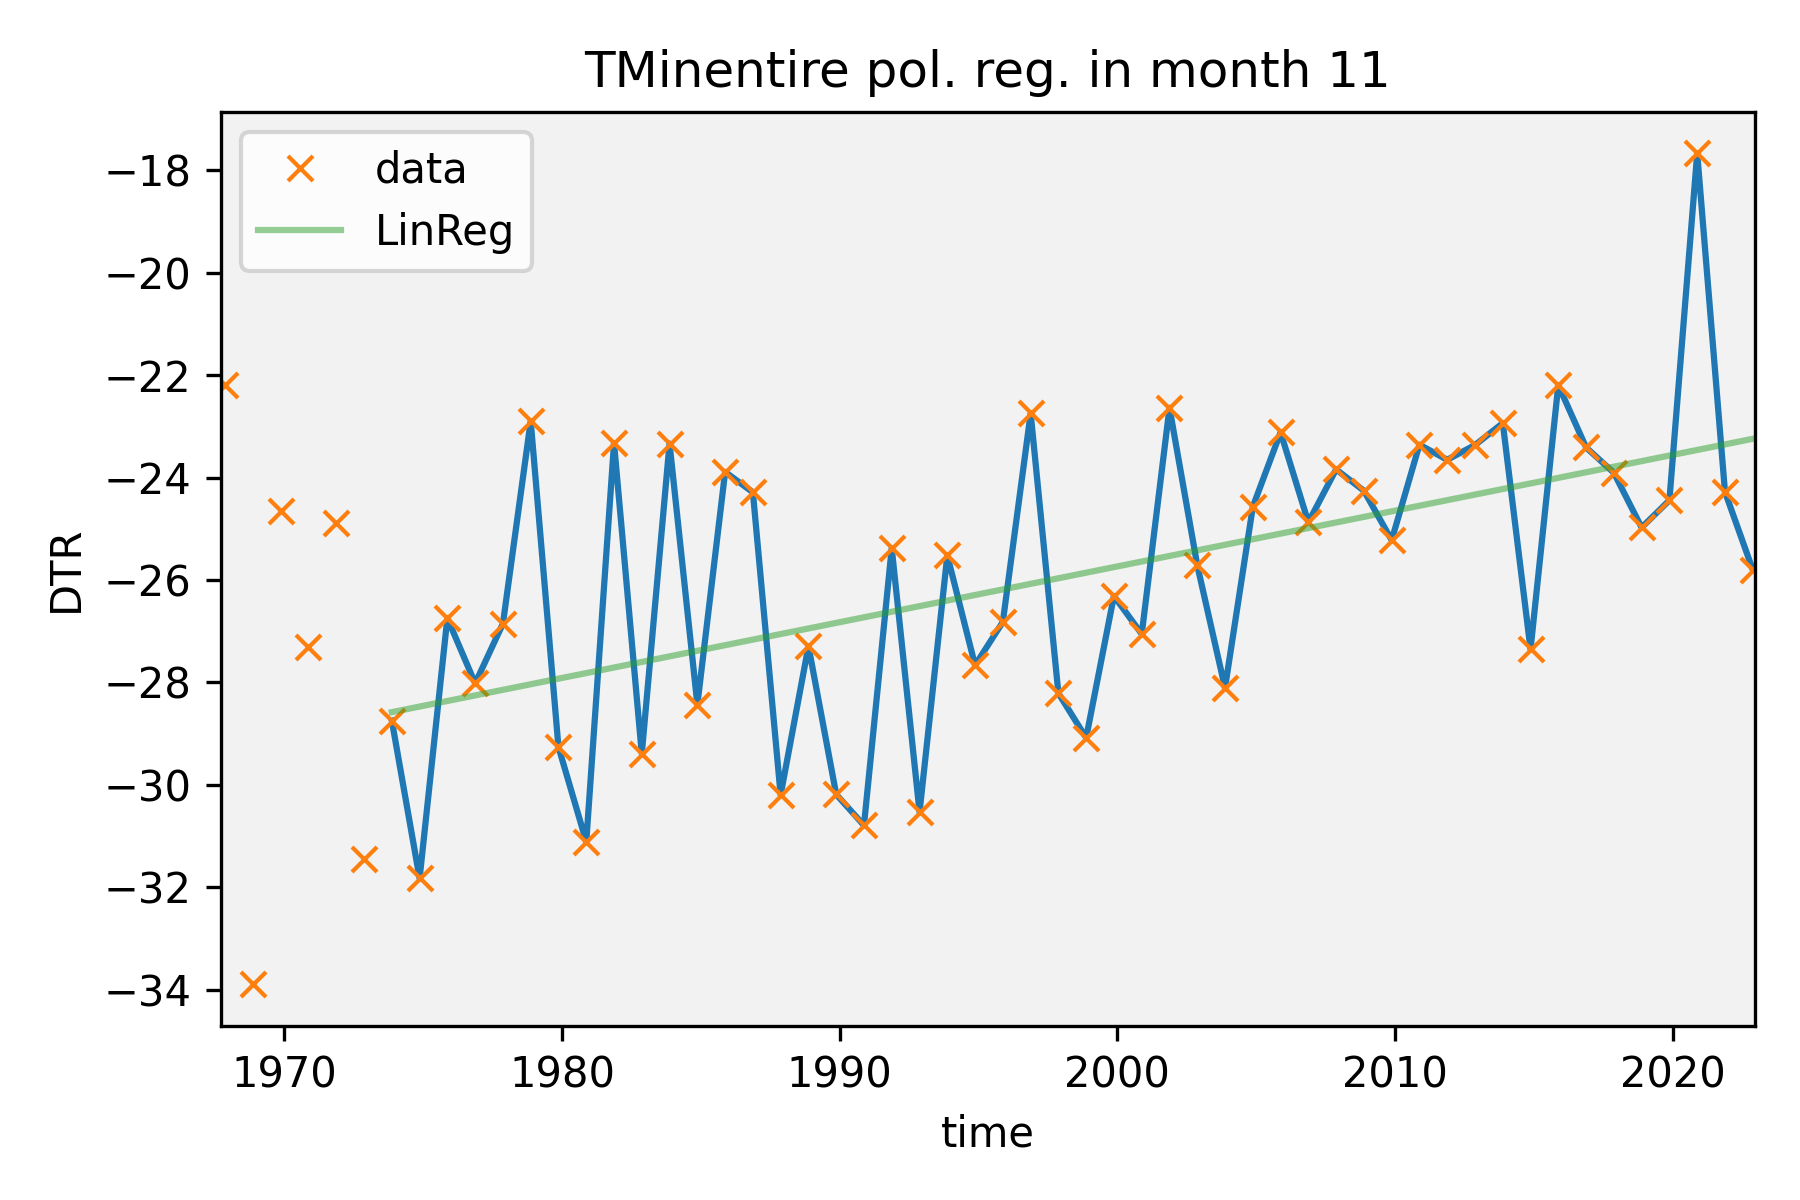 TMinentire pol. reg. in month 11
data
LinReg
−18
−20
−22
−24
−26
−28
−30
−32
−34
DTR
1970 1980 1990 2000 2010 2020
time